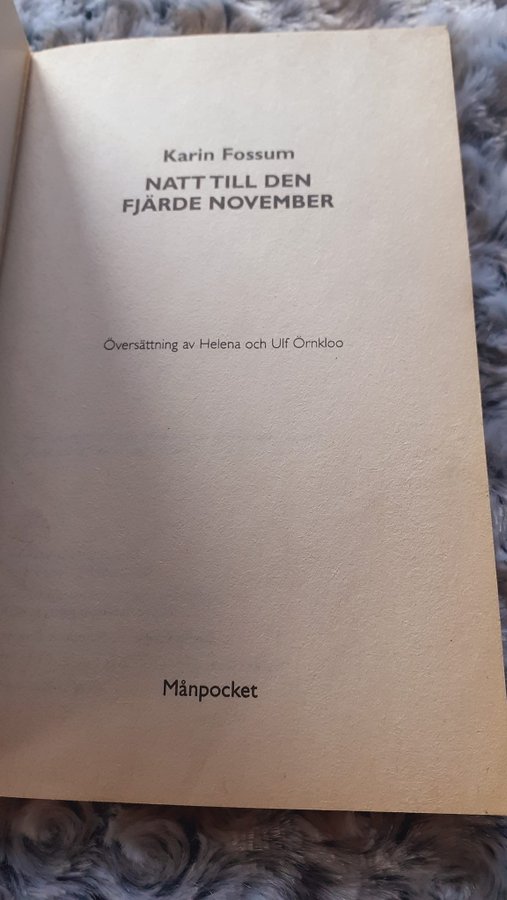 Karin Fossum
NATT TILL DEN
FJÄRDE NOVEMBER
Översättning av Helena och Ulf Örnkloo
Månpocket